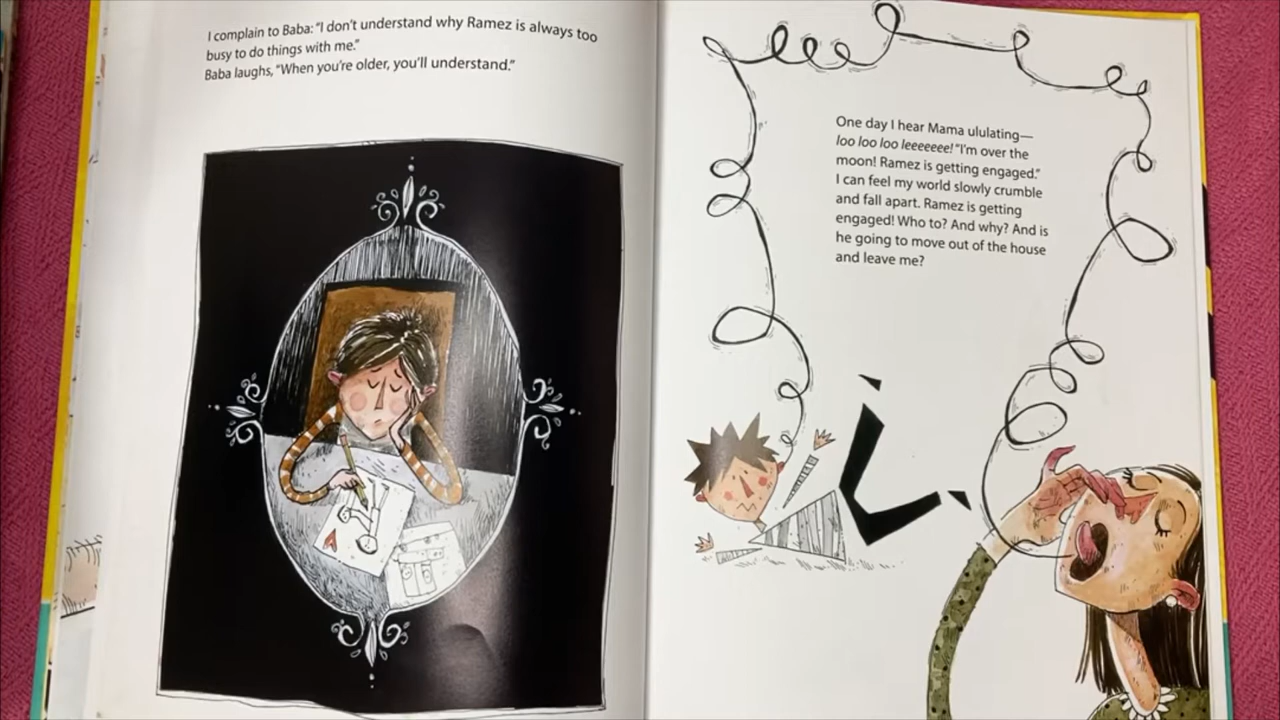 I complain to Baba: “I don’t understand why Ramez is always too
busy to do things with me.”
Baba laughs, “When you’re older, you’ll understand.”
One day I hear Mama ululating—
loo loo loo leeeeeee! “I’m over the
moon! Ramez is getting engaged.”
I can feel my world slowly crumble
and fall apart. Ramez is getting
engaged! Who to? And why? And is
he going to move out of the house
and leave me?